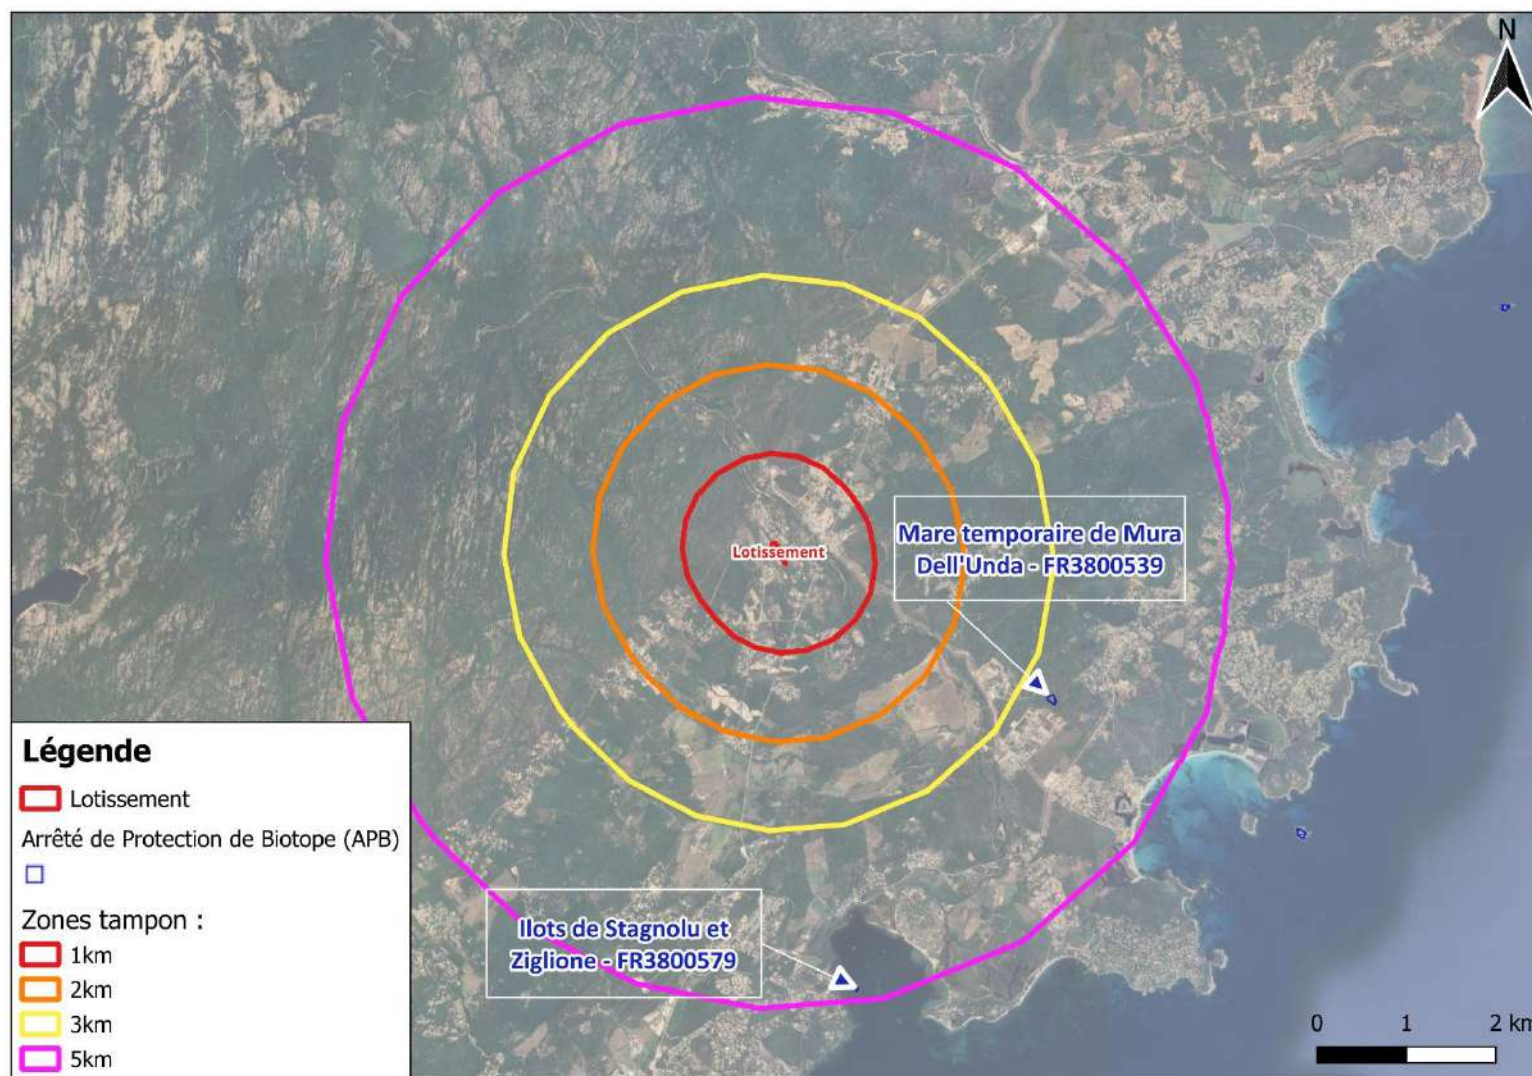 N
Lotissement
Mare temporaire de Mura
Dell'Unda - FR3800539
Ilots de Stagnolu et
Ziglione - FR3800579
Légende
Lotissement
Arrêté de Protection de Biotope (APB)
Zones tampon :
1km
2km
3km
5km
0 1 2 km